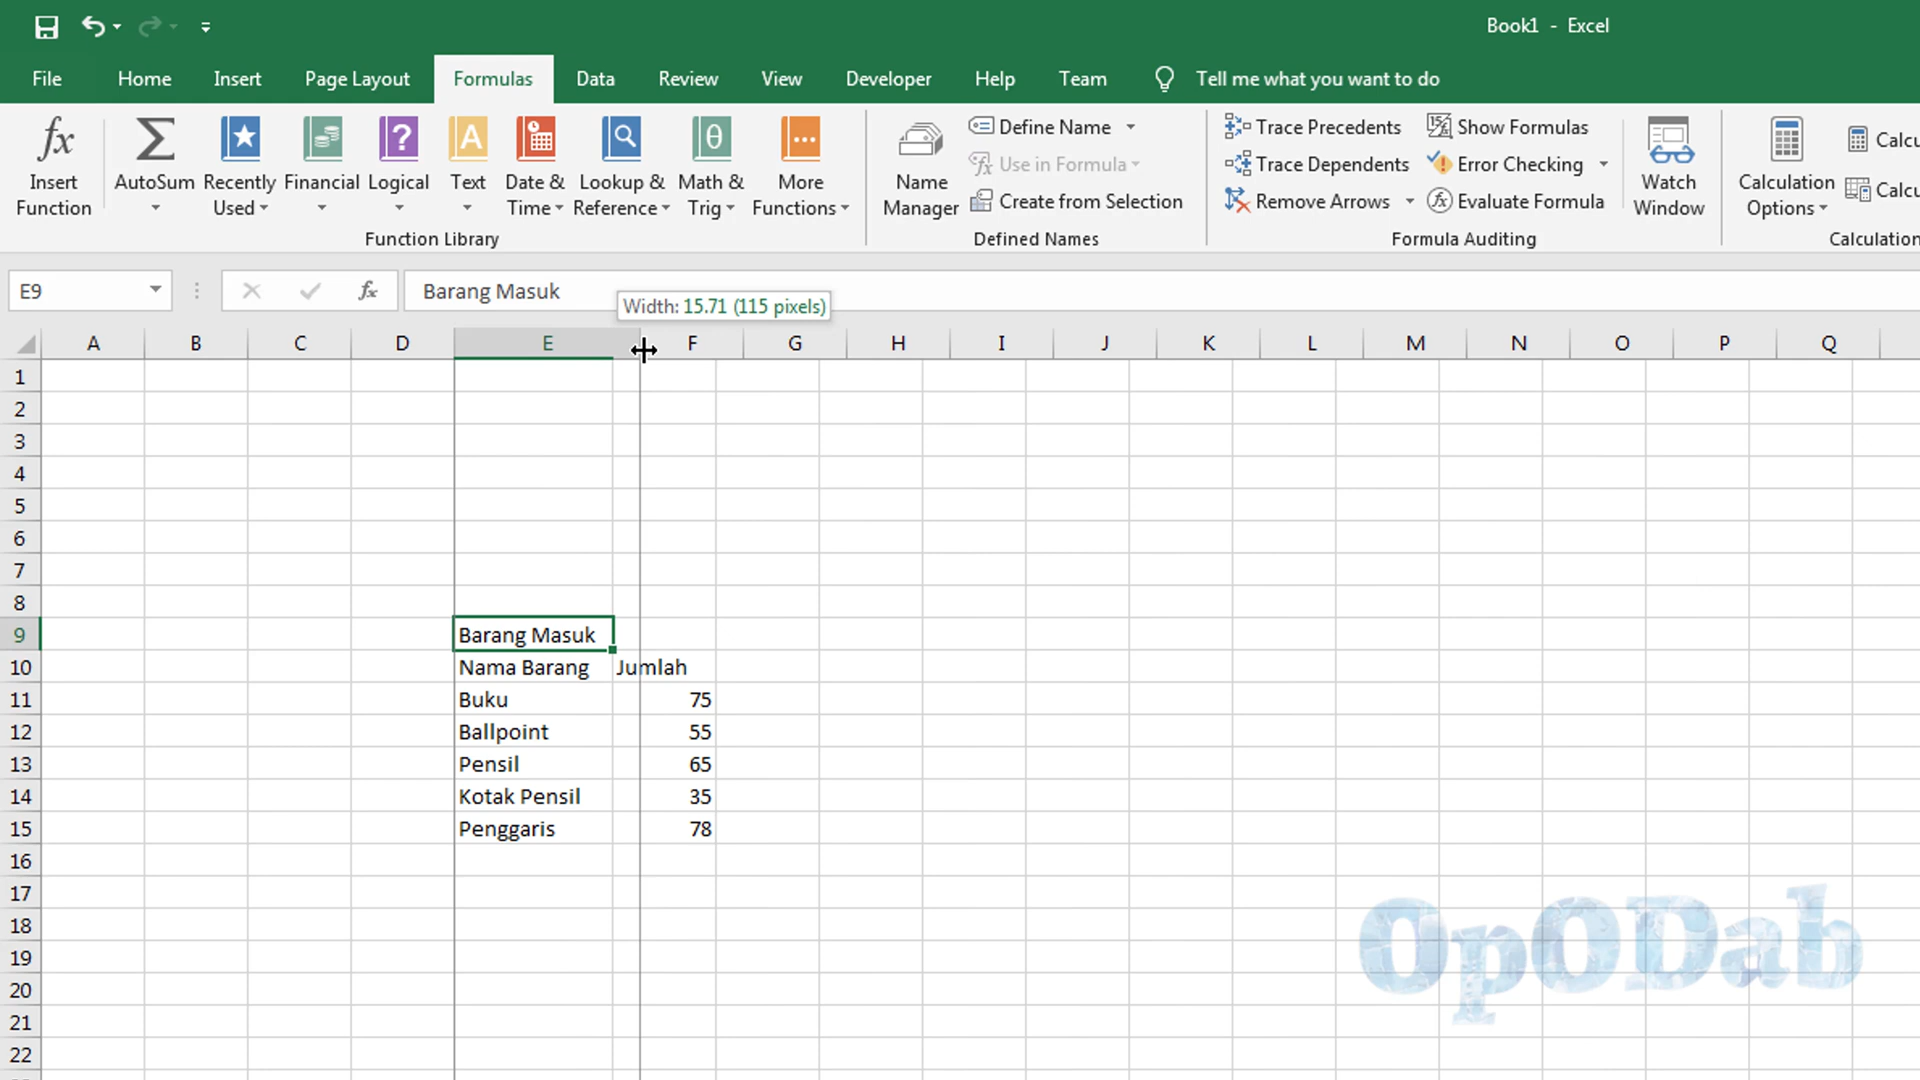 Book1 - Excel
File Home Insert Page Layout Formulas Data Review View Developer Help Team Tell me what you want to do
Insert Function
AutoSum
Recently Used
Financial
Logical
Text
Date & Time
Lookup & Reference
Math & Trig
More Functions
Function Library
Name Manager
Define Name
Use in Formula
Create from Selection
Defined Names
Trace Precedents
Trace Dependents
Remove Arrows
Show Formulas
Error Checking
Evaluate Formula
Formula Auditing
Watch Window
Calculation Options
Calcu
Calcu
Calculation
E9 fx Barang Masuk
Width: 15.71 (115 pixels)
A B C D E F G H I J K L M N O P Q
1
2
3
4
5
6
7
8
9 Barang Masuk
10 Nama Barang Jumlah
11 Buku 75
12 Ballpoint 55
13 Pensil 65
14 Kotak Pensil 35
15 Penggaris 78
16
17
18
19
20
21
22
OpODab